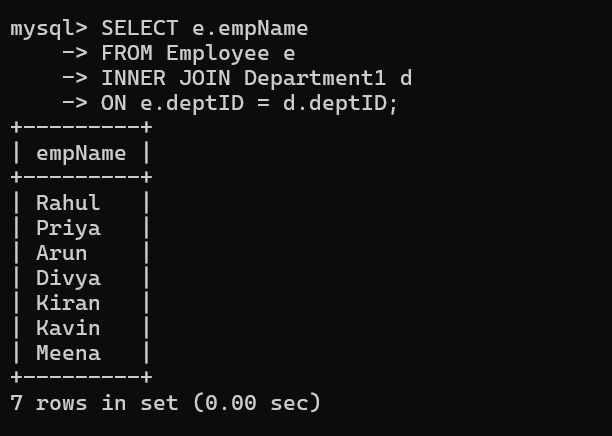 mysql> SELECT e.empName
    -> FROM Employee e
    -> INNER JOIN Department1 d
    -> ON e.deptID = d.deptID;
+---------+
| empName |
+---------+
| Rahul   |
| Priya   |
| Arun    |
| Divya   |
| Kiran   |
| Kavin   |
| Meena   |
+---------+
7 rows in set (0.00 sec)